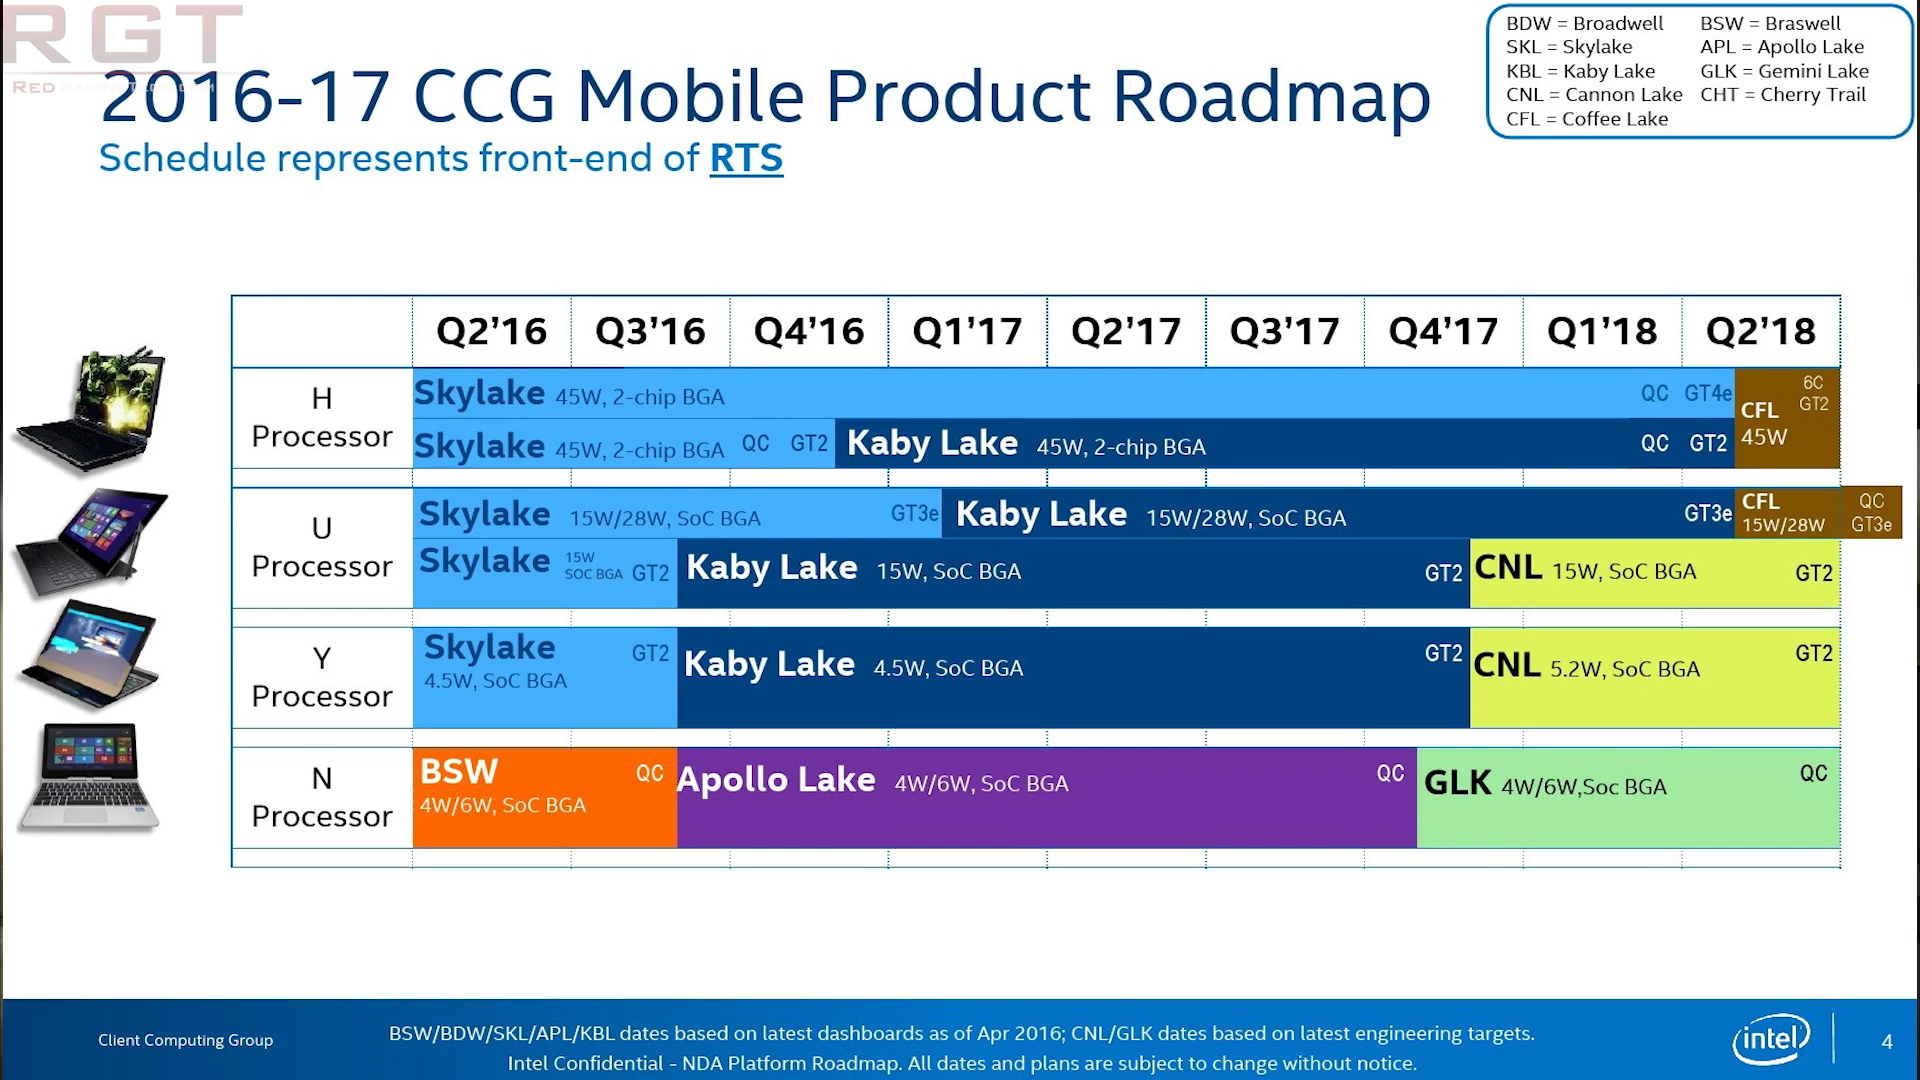 RGT
RED GAMING TECH.COM
BDW = Broadwell BSW = Braswell
SKL = Skylake APL = Apollo Lake
KBL = Kaby Lake GLK = Gemini Lake
CNL = Cannon Lake CHT = Cherry Trail
CFL = Coffee Lake
2016-17 CCG Mobile Product Roadmap
Schedule represents front-end of RTS
Q2’16 Q3’16 Q4’16 Q1’17 Q2’17 Q3’17 Q4’17 Q1’18 Q2’18
H
Processor
Skylake 45W, 2-chip BGA QC GT4e
Skylake 45W, 2-chip BGA QC GT2
Kaby Lake 45W, 2-chip BGA QC GT2
6C
GT2
CFL
45W
U
Processor
Skylake 15W/28W, SoC BGA GT3e
Kaby Lake 15W/28W, SoC BGA GT3e
CFL QC
15W/28W GT3e
Skylake 15W
SOC BGA GT2
Kaby Lake 15W, SoC BGA GT2
CNL 15W, SoC BGA GT2
Y
Processor
Skylake GT2
4.5W, SoC BGA
Kaby Lake 4.5W, SoC BGA GT2
CNL 5.2W, SoC BGA GT2
N
Processor
BSW QC
4W/6W, SoC BGA
Apollo Lake 4W/6W, SoC BGA QC
GLK 4W/6W,Soc BGA QC
Client Computing Group
BSW/BDW/SKL/APL/KBL dates based on latest dashboards as of Apr 2016; CNL/GLK dates based on latest engineering targets.
Intel Confidential - NDA Platform Roadmap. All dates and plans are subject to change without notice.
intel
4